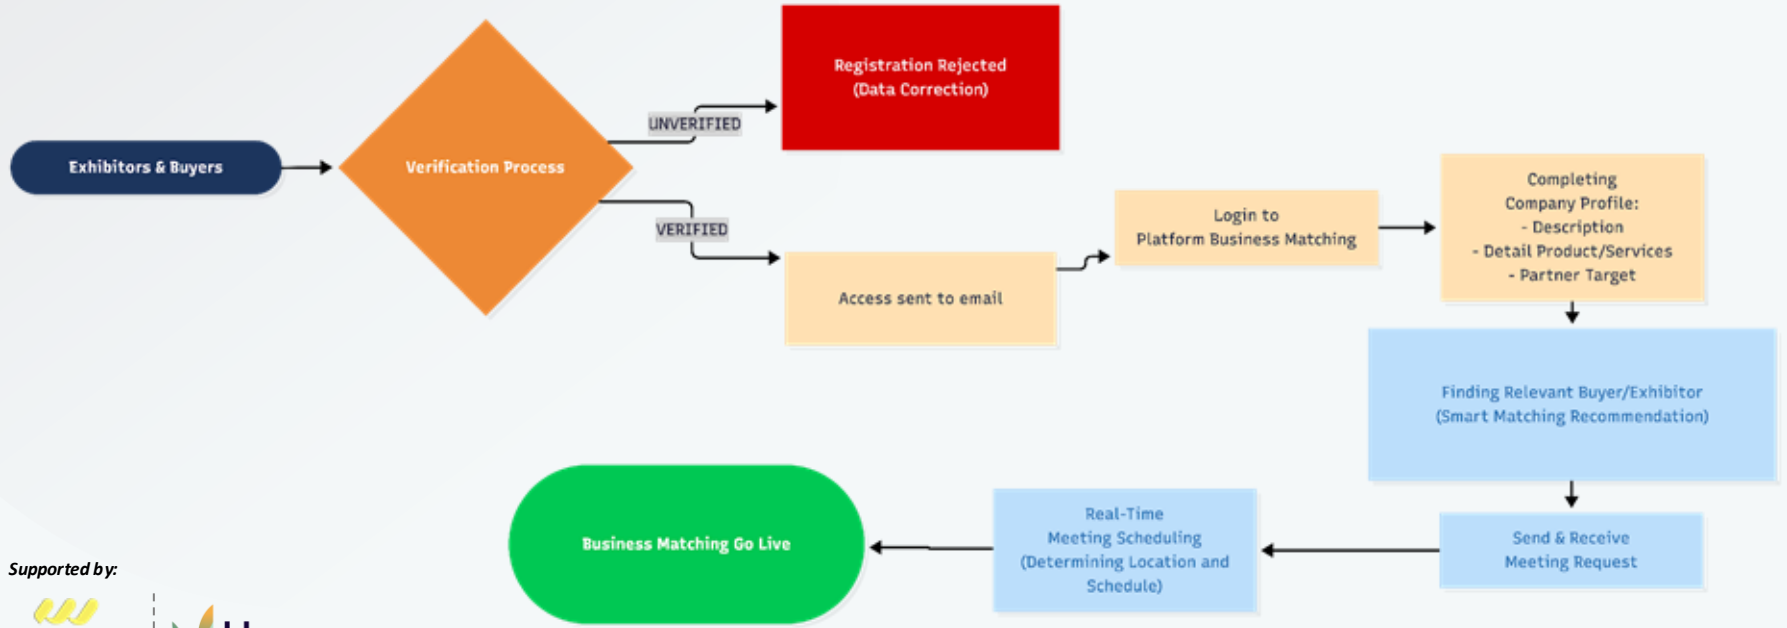 Registration Rejected
(Data Correction)
UNVERIFIED
Exhibitors & Buyers
Verification Process
VERIFIED
Access sent to email
Login to
Platform Business Matching
Completing
Company Profile:
- Description
- Detail Product/Services
- Partner Target
Finding Relevant Buyer/Exhibitor
(Smart Matching Recommendation)
Send & Receive
Meeting Request
Real-Time
Meeting Scheduling
(Determining Location and
Schedule)
Business Matching Go Live
Supported by: